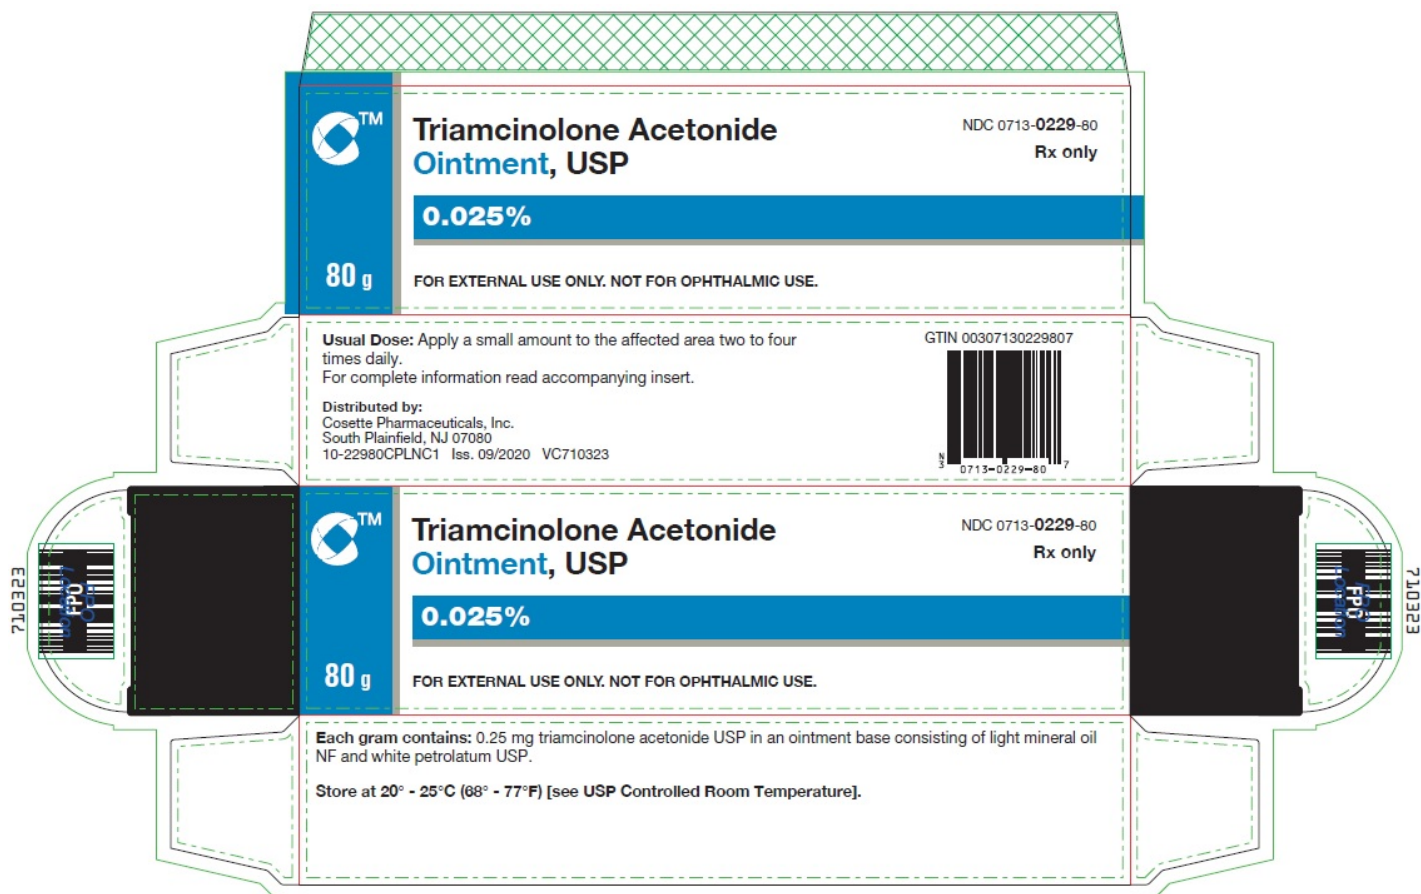 TM
Triamcinolone Acetonide
Ointment, USP
NDC 0713-0229-80
Rx only
0.025%
80 g
FOR EXTERNAL USE ONLY. NOT FOR OPHTHALMIC USE.
Usual Dose: Apply a small amount to the affected area two to four
times daily.
For complete information read accompanying insert.
Distributed by:
Cosette Pharmaceuticals, Inc.
South Plainfield, NJ 07080
10-22980CPLNC1 Iss. 09/2020 VC710323
GTIN 00307130229807
N
3 0713-0229-80 7
TM
Triamcinolone Acetonide
Ointment, USP
NDC 0713-0229-80
Rx only
0.025%
80 g
FOR EXTERNAL USE ONLY. NOT FOR OPHTHALMIC USE.
710323
FPO
FPO
Location
710323
FPO
FPO
Location
Each gram contains: 0.25 mg triamcinolone acetonide USP in an ointment base consisting of light mineral oil
NF and white petrolatum USP.
Store at 20° - 25°C (68° - 77°F) [see USP Controlled Room Temperature].